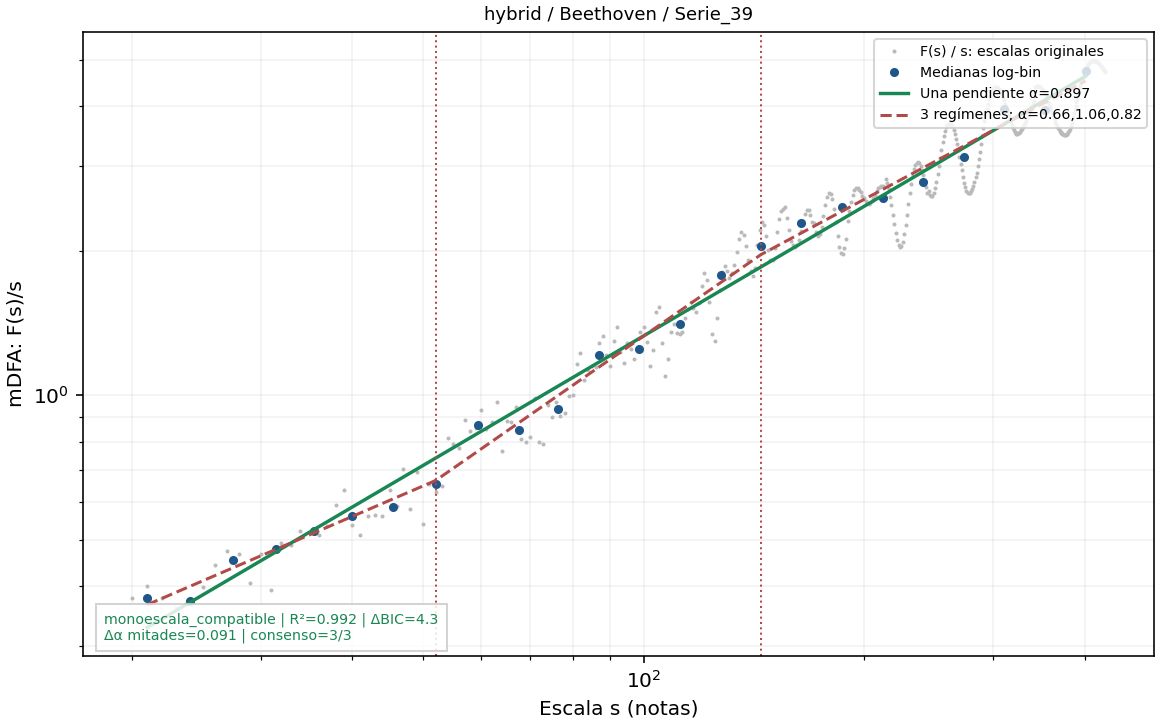 hybrid / Beethoven / Serie_39
F(s) / s: escalas originales
Medianas log-bin
Una pendiente α=0.897
3 regímenes; α=0.66,1.06,0.82
mDFA: F(s)/s
10⁰
monoescala_compatible | R²=0.992 | ΔBIC=4.3
Δα mitades=0.091 | consenso=3/3
10²
Escala s (notas)